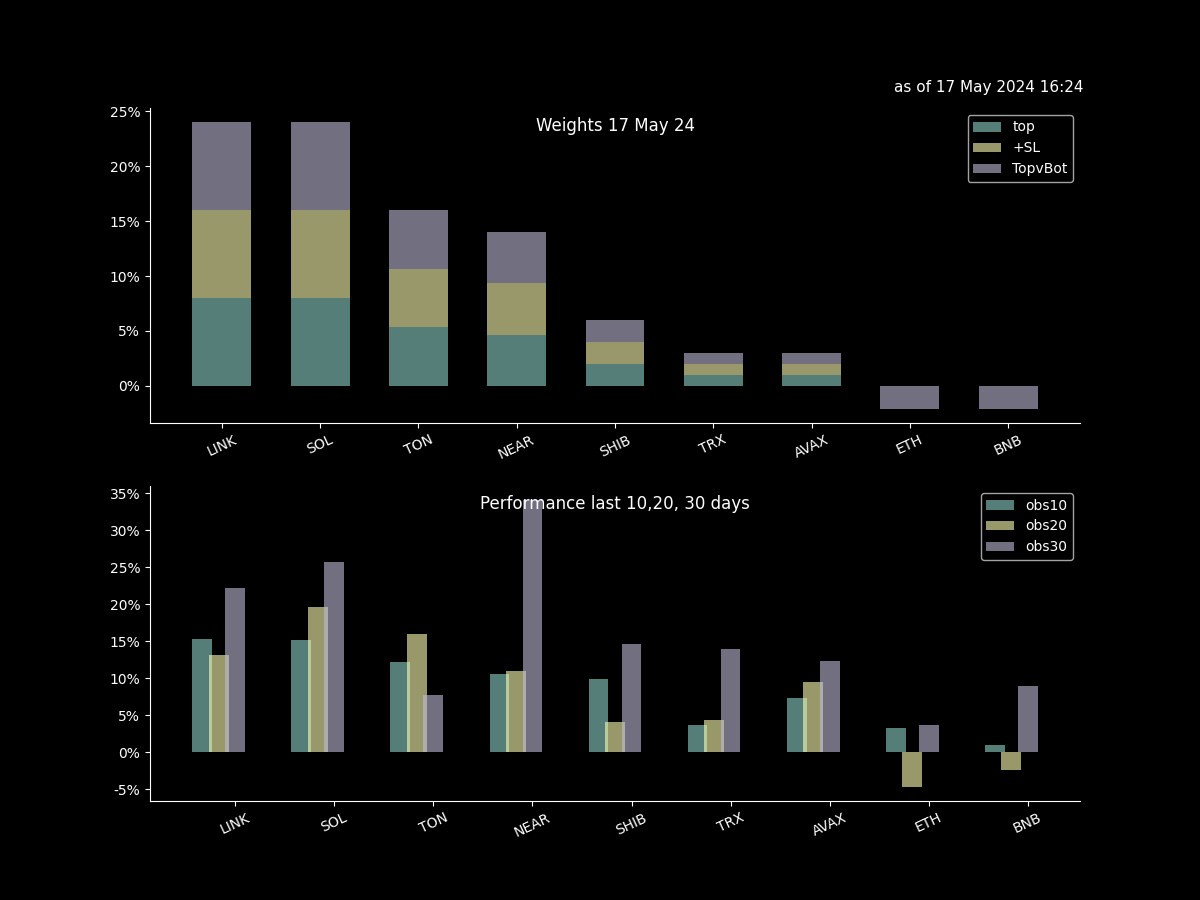 as of 17 May 2024 16:24
Weights 17 May 24
25%
20%
15%
10%
5%
0%
top
+SL
TopvBot
LINK SOL TON NEAR SHIB TRX AVAX ETH BNB
Performance last 10,20, 30 days
35%
30%
25%
20%
15%
10%
5%
0%
-5%
obs10
obs20
obs30
LINK SOL TON NEAR SHIB TRX AVAX ETH BNB